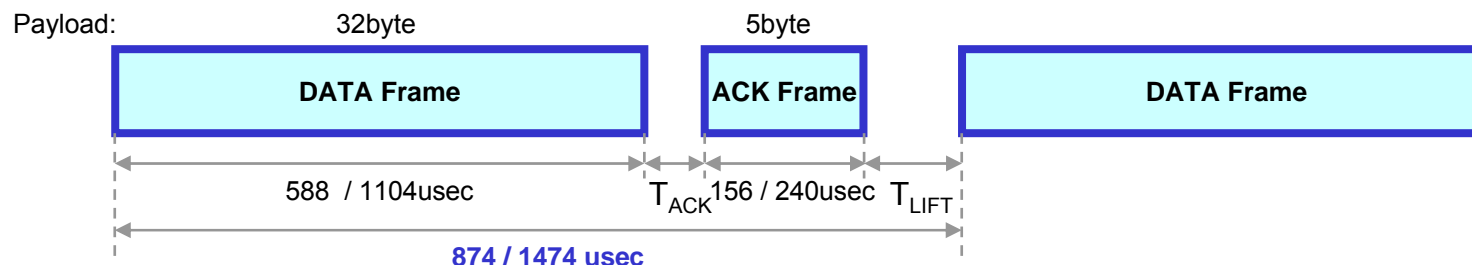 Payload: 32byte 5byte
DATA Frame ACK Frame DATA Frame
588 / 1104usec TACK 156 / 240usec TLIFT
874 / 1474 usec